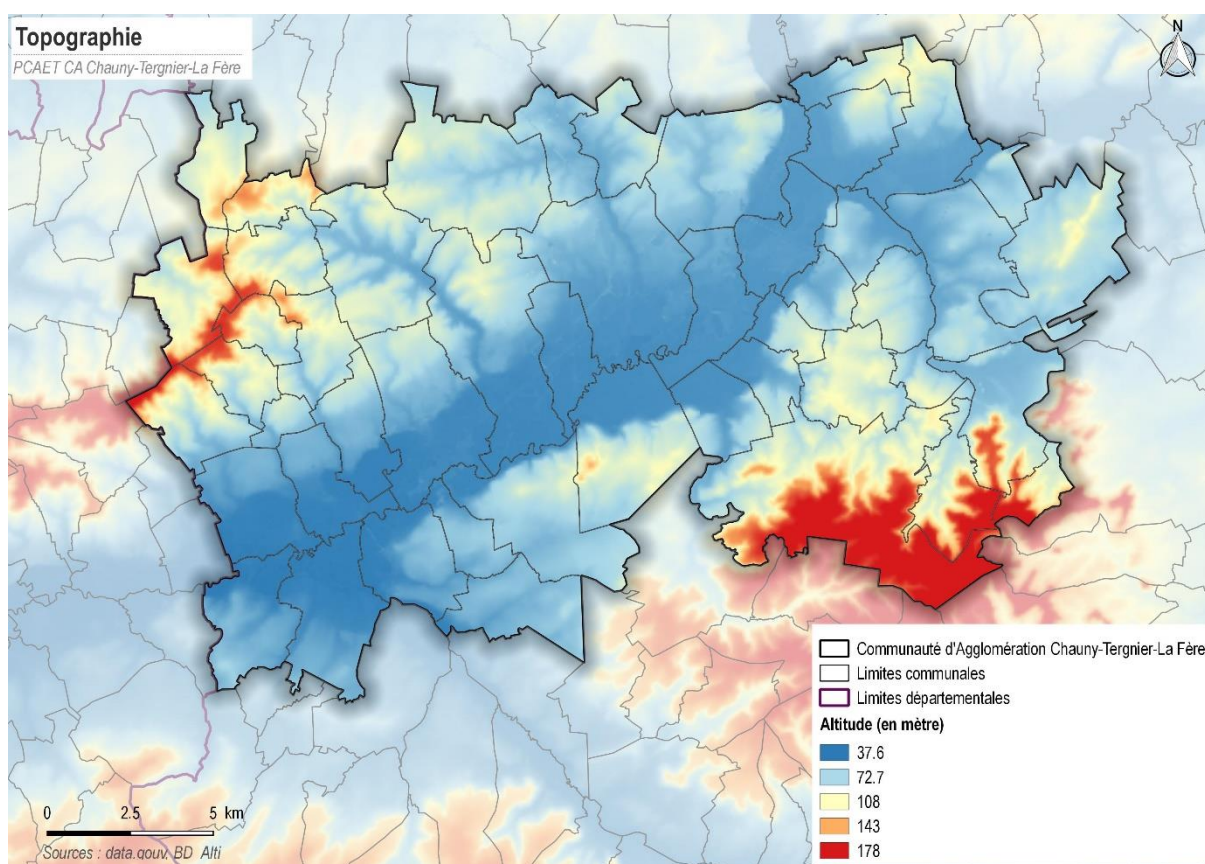 Topographie
PCAET CA Chauny-Tergnier-La Fère
N
Communauté d'Agglomération Chauny-Tergnier-La Fère
Limites communales
Limites départementales
Altitude (en mètre)
37.6
72.7
108
143
178
0 2.5 5 km
Sources : data.gouv, BD Alti